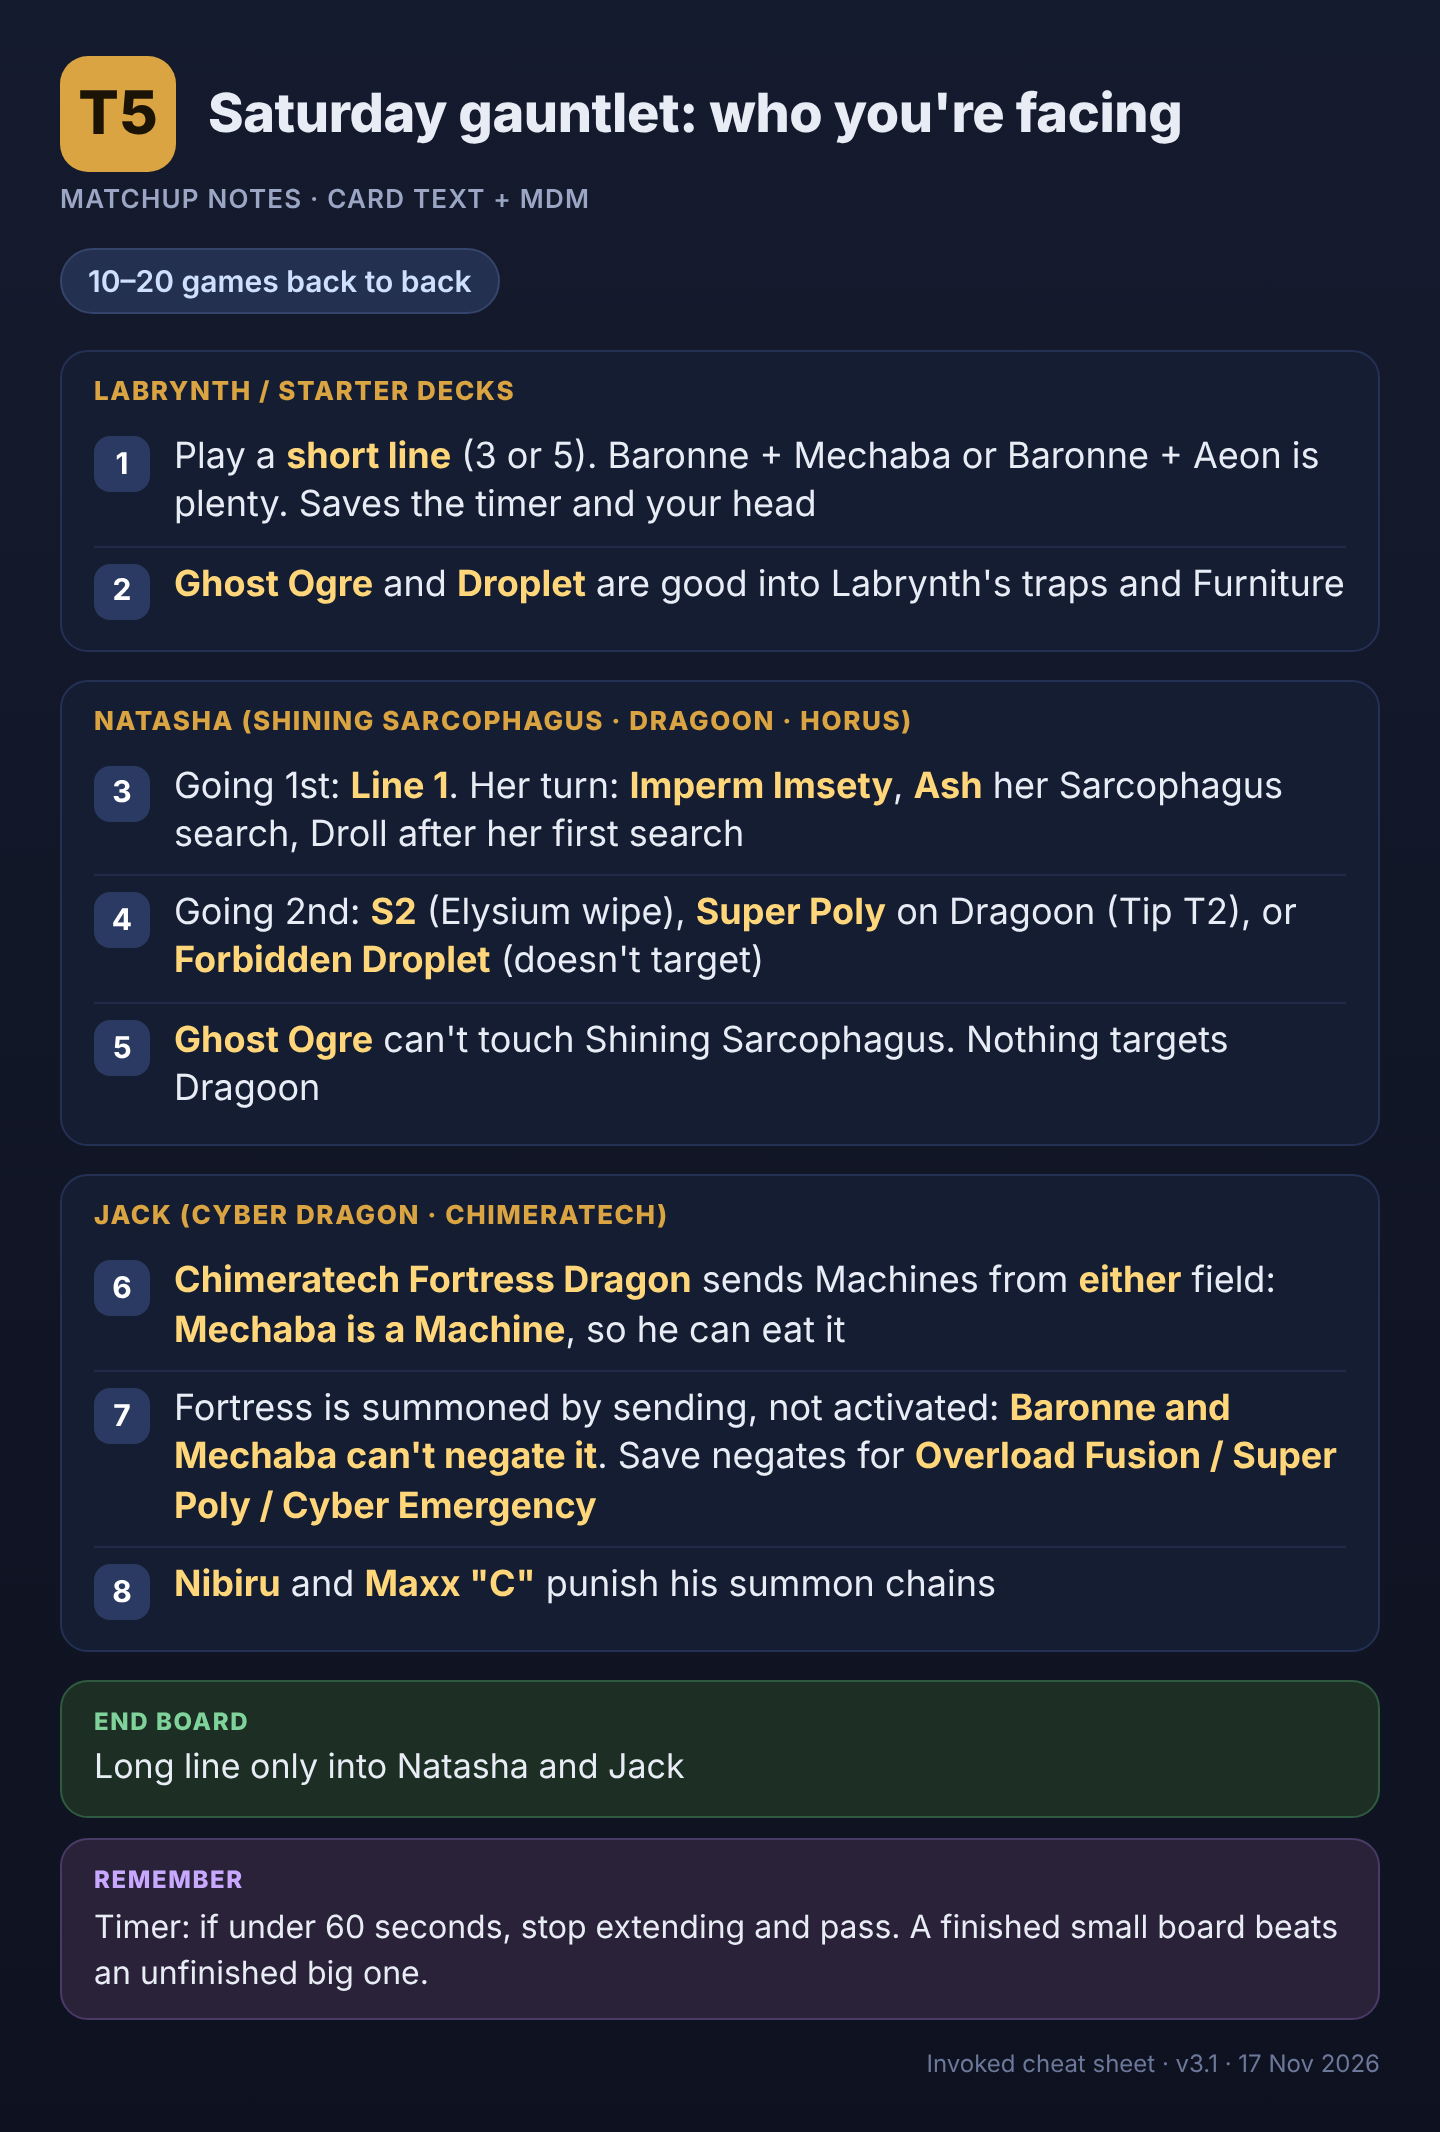 T5
Saturday gauntlet: who you're facing
MATCHUP NOTES · CARD TEXT + MDM
10–20 games back to back
LABRYNTH / STARTER DECKS
1
Play a short line (3 or 5). Baronne + Mechaba or Baronne + Aeon is
plenty. Saves the timer and your head
2
Ghost Ogre and Droplet are good into Labrynth's traps and Furniture
NATASHA (SHINING SARCOPHAGUS · DRAGOON · HORUS)
3
Going 1st: Line 1. Her turn: Imperm Imsety, Ash her Sarcophagus
search, Droll after her first search
4
Going 2nd: S2 (Elysium wipe), Super Poly on Dragoon (Tip T2), or
Forbidden Droplet (doesn't target)
5
Ghost Ogre can't touch Shining Sarcophagus. Nothing targets
Dragoon
JACK (CYBER DRAGON · CHIMERATECH)
6
Chimeratech Fortress Dragon sends Machines from either field:
Mechaba is a Machine, so he can eat it
7
Fortress is summoned by sending, not activated: Baronne and
Mechaba can't negate it. Save negates for Overload Fusion / Super
Poly / Cyber Emergency
8
Nibiru and Maxx "C" punish his summon chains
END BOARD
Long line only into Natasha and Jack
REMEMBER
Timer: if under 60 seconds, stop extending and pass. A finished small board beats
an unfinished big one.
Invoked cheat sheet · v3.1 · 17 Nov 2026